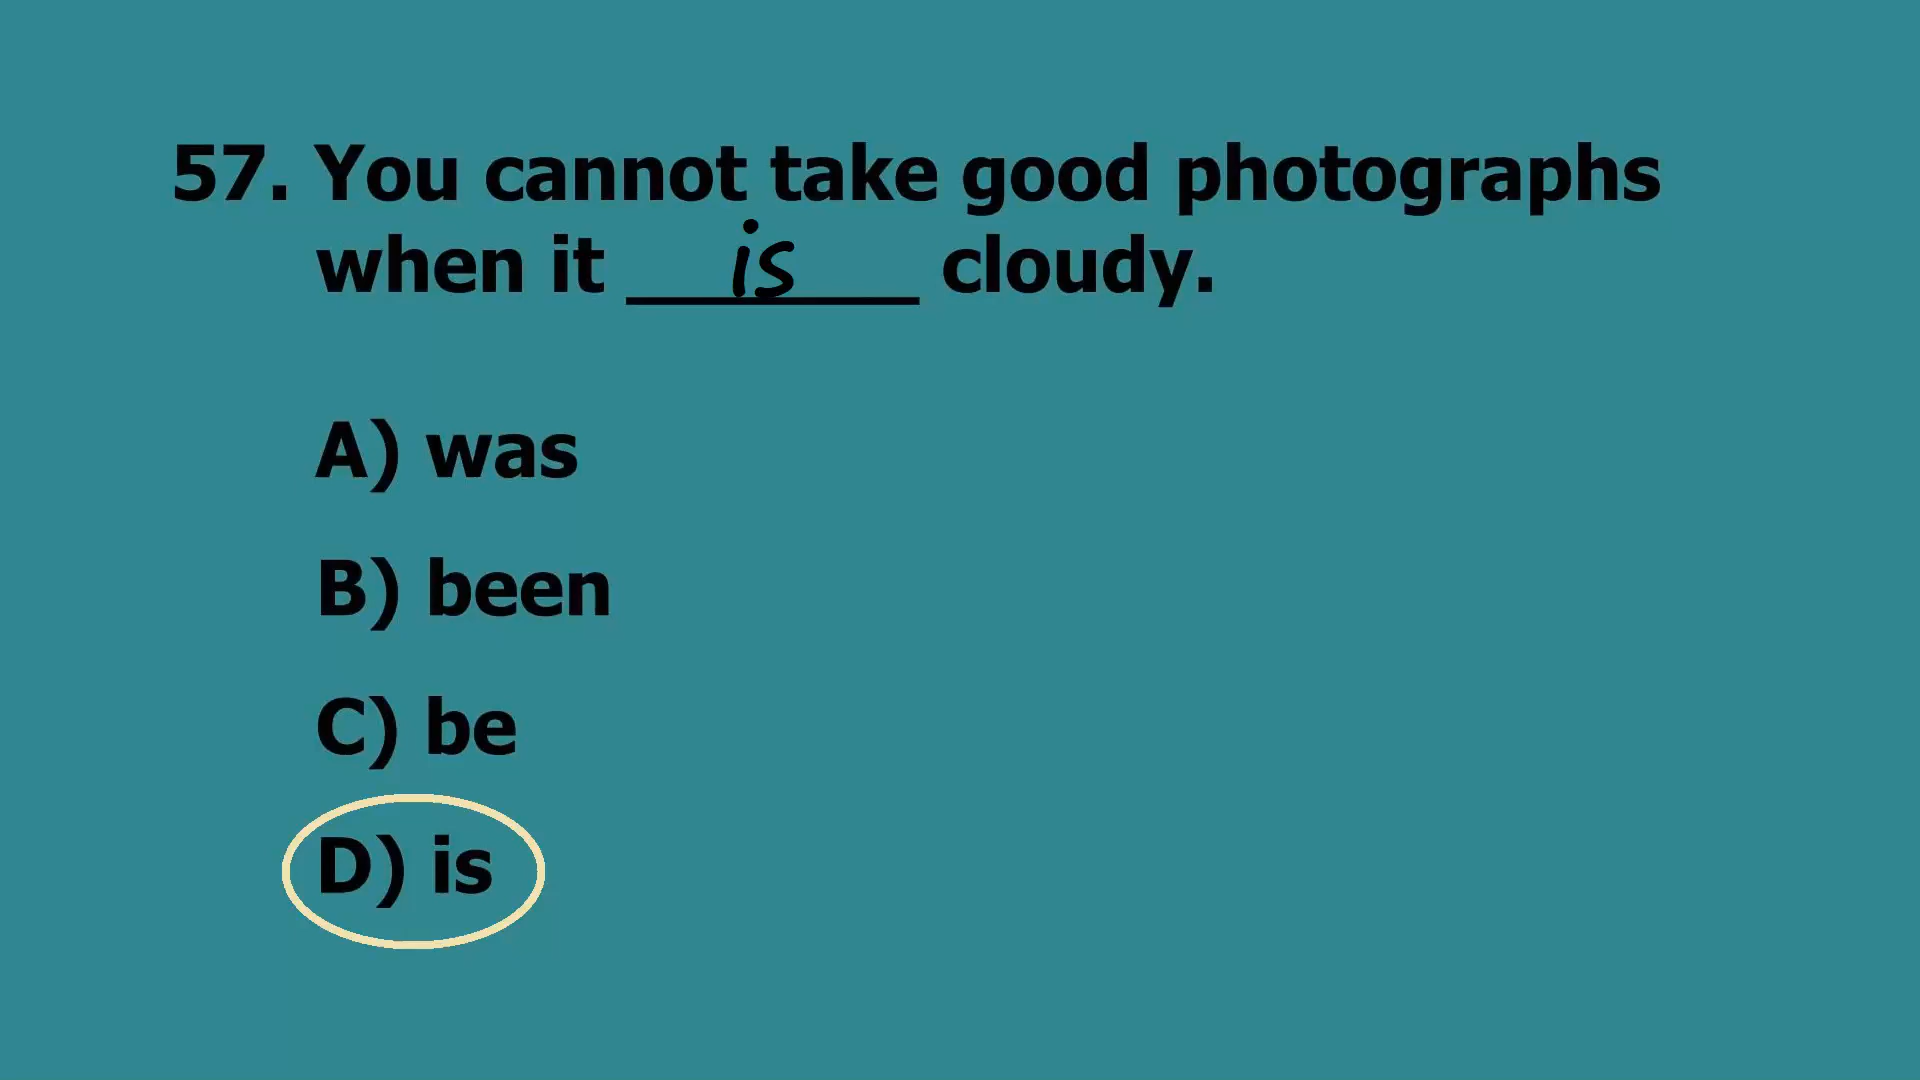 57. You cannot take good photographs
when it ___is___ cloudy.
A) was
B) been
C) be
D) is